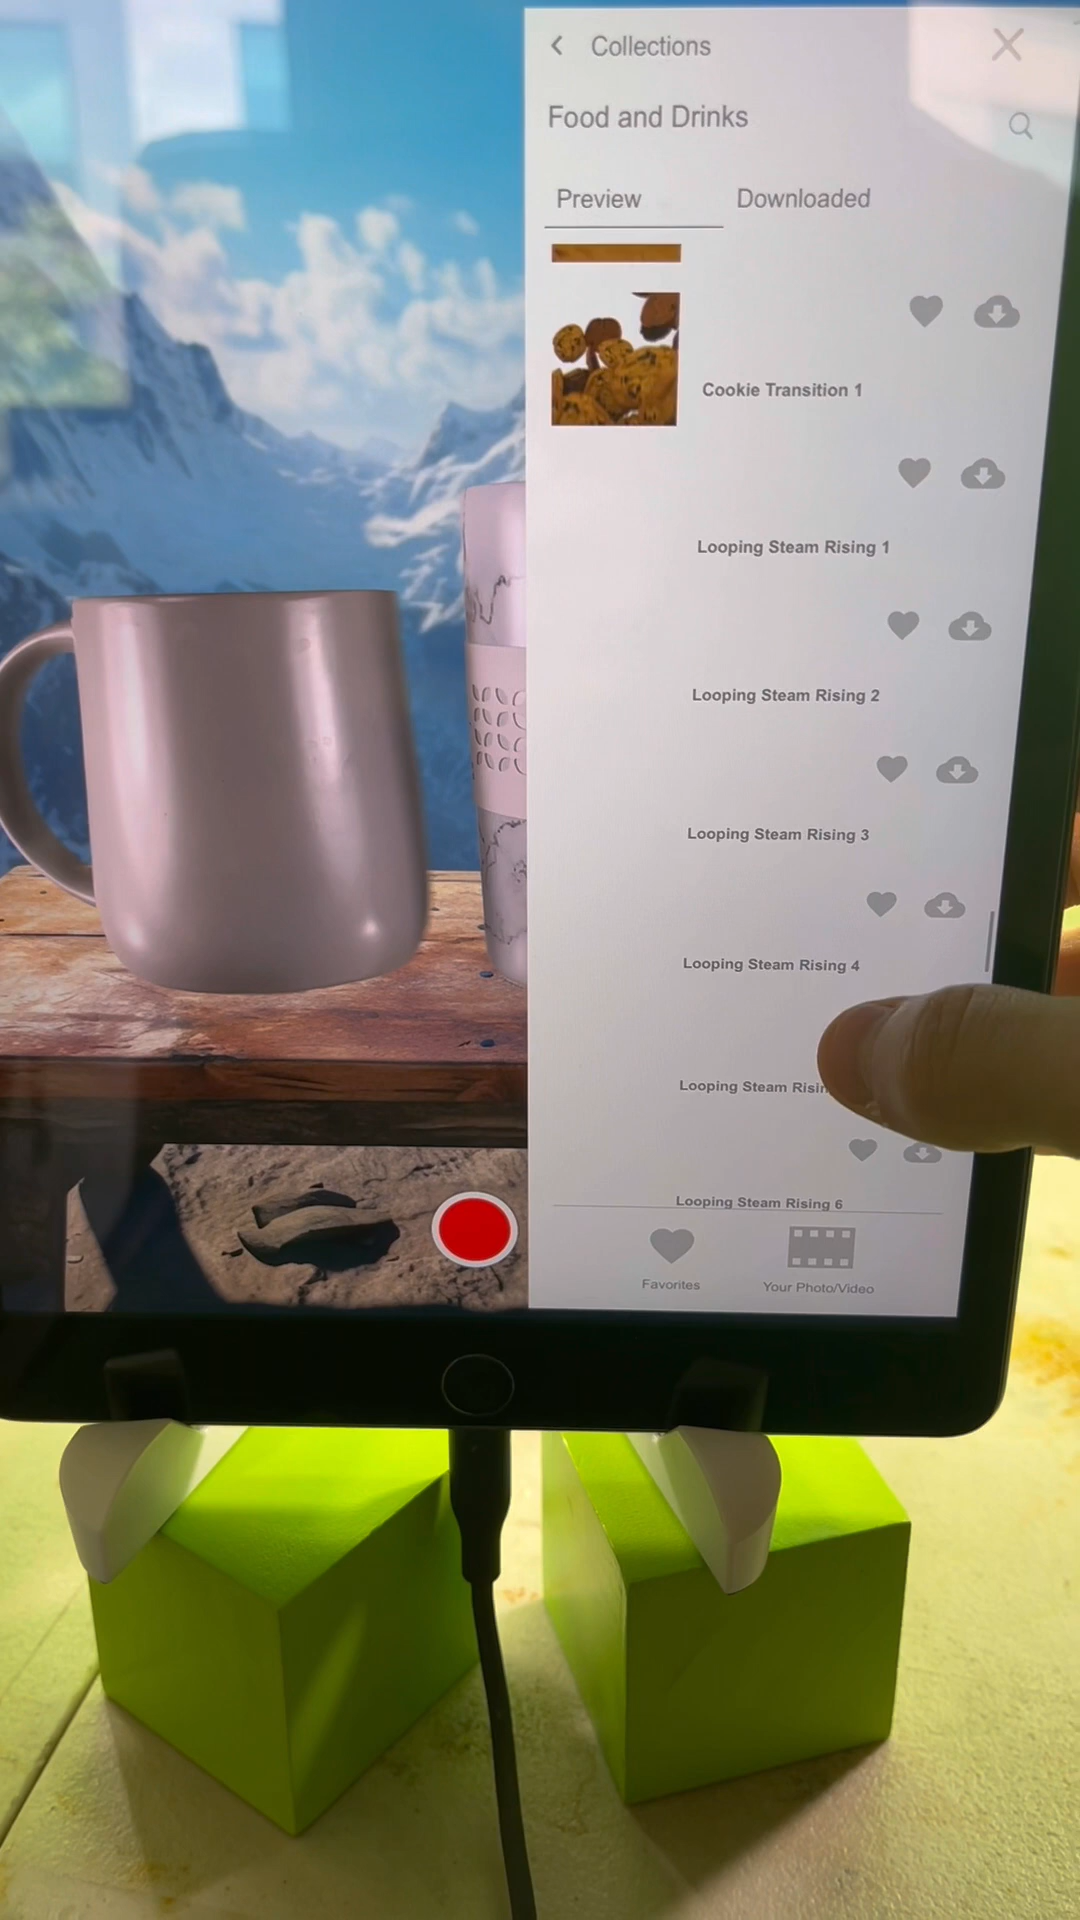 Collections
Food and Drinks
Preview Downloaded
Cookie Transition 1
Looping Steam Rising 1
Looping Steam Rising 2
Looping Steam Rising 3
Looping Steam Rising 4
Looping Steam
Looping Steam Rising 6
Favorites Your Photo/Video